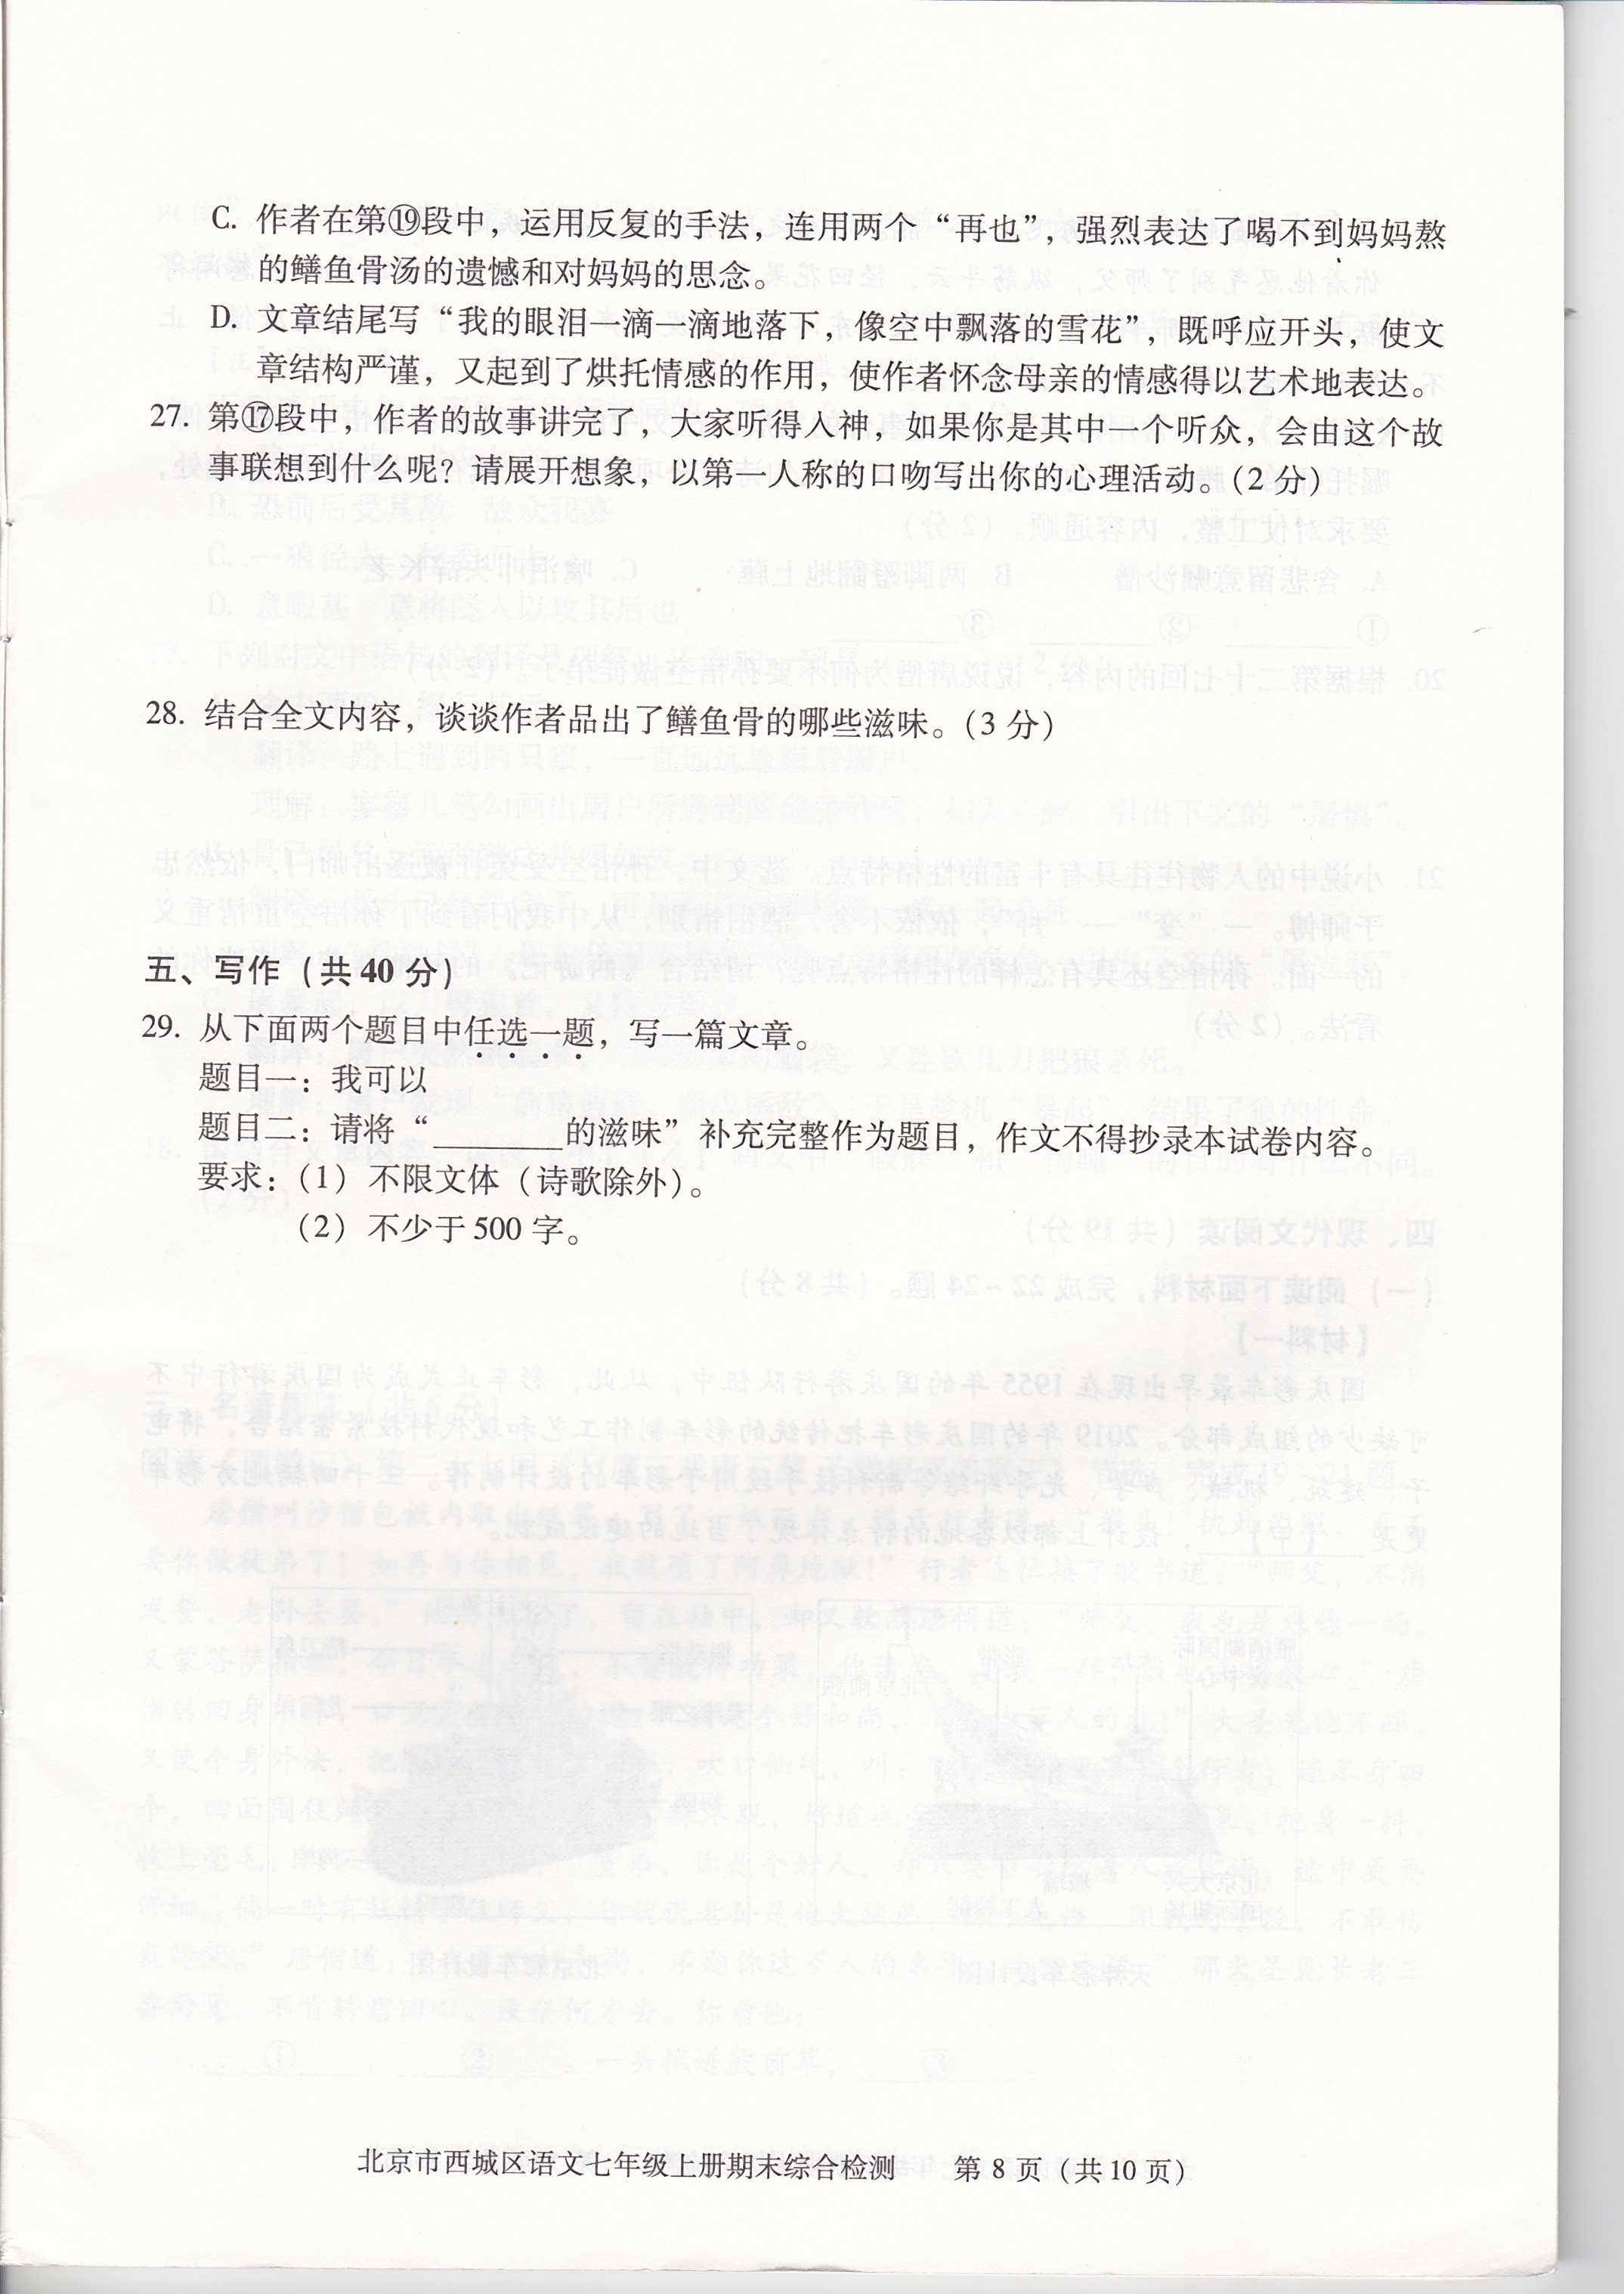 C. 作者在第⑲段中，运用反复的手法，连用两个“再也”，强烈表达了喝不到妈妈熬
的鳝鱼骨汤的遗憾和对妈妈的思念。
D. 文章结尾写“我的眼泪一滴一滴地落下，像空中飘落的雪花”，既呼应开头，使文
章结构严谨，又起到了烘托情感的作用，使作者怀念母亲的情感得以艺术地表达。
27. 第⑰段中，作者的故事讲完了，大家听得入神，如果你是其中一个听众，会由这个故
事联想到什么呢？请展开想象，以第一人称的口吻写出你的心理活动。（2 分）
28. 结合全文内容，谈谈作者品出了鳝鱼骨的哪些滋味。（3 分）
五、写作（共 40 分）
29. 从下面两个题目中任选一题，写一篇文章。
题目一：我可以
题目二：请将“________的滋味”补充完整作为题目，作文不得抄录本试卷内容。
要求：（1）不限文体（诗歌除外）。
（2）不少于 500 字。
北京市西城区语文七年级上册期末综合检测 第 8 页（共 10 页）